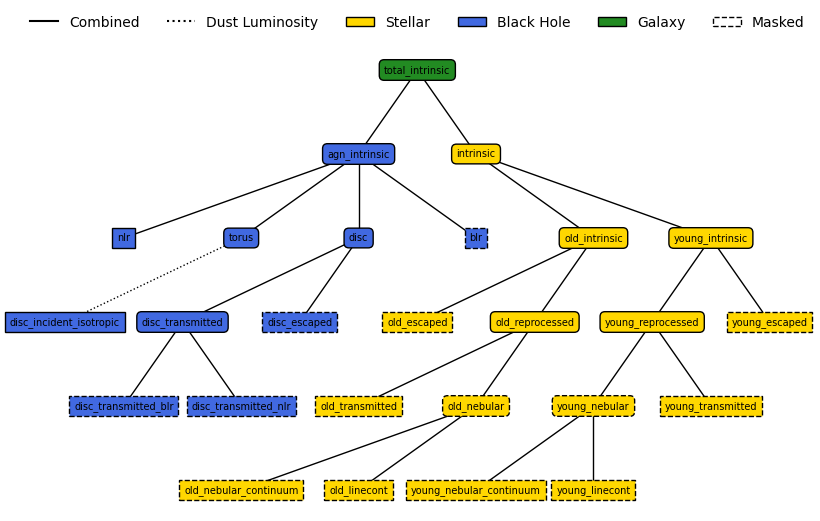 Combined Dust Luminosity Stellar Black Hole Galaxy Masked
total_intrinsic
agn_intrinsic intrinsic
nlr torus disc blr old_intrinsic young_intrinsic
disc_incident_isotropic disc_transmitted disc_escaped old_escaped old_reprocessed young_reprocessed young_escaped
disc_transmitted_blr disc_transmitted_nlr old_transmitted old_nebular young_nebular young_transmitted
old_nebular_continuum old_linecont young_nebular_continuum young_linecont